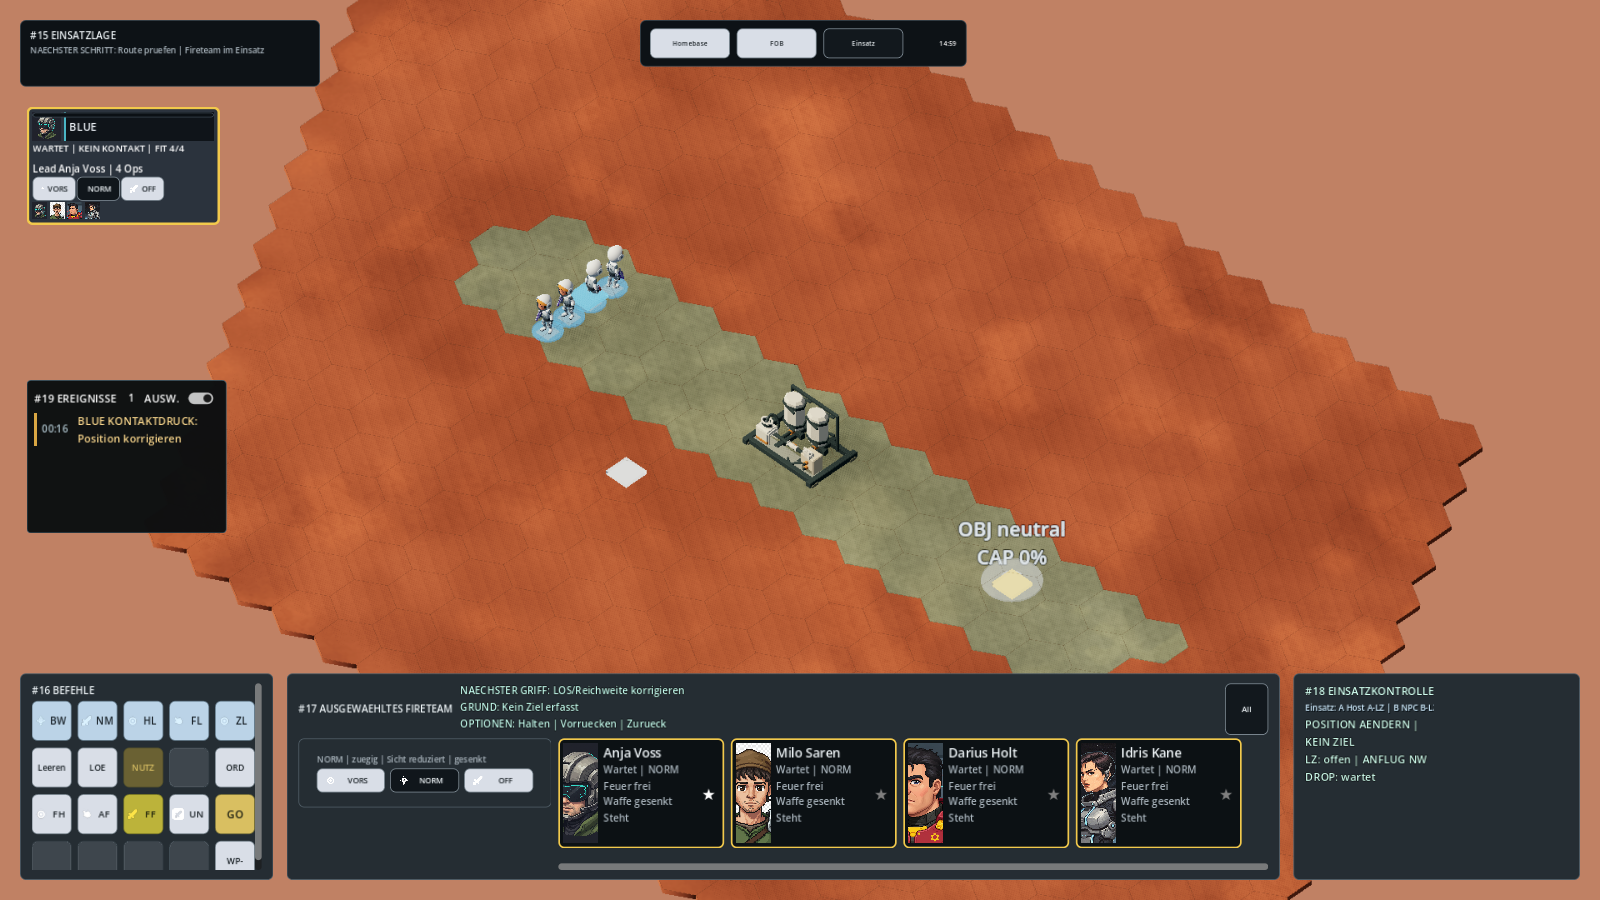 #15 EINSATZLAGE
NAECHSTER SCHRITT: Route pruefen | Fireteam im Einsatz
Homebase
FOB
Einsatz
14:59
BLUE
WARTET | KEIN KONTAKT | FIT 4/4
Lead Anja Voss | 4 Ops
VORS
NORM
OFF
#19 EREIGNISSE 1 AUSW.
00:16 BLUE KONTAKTDRUCK:
Position korrigieren
OBJ neutral
CAP 0%
#16 BEFEHLE
BW NM HL FL ZL
Leeren LOE NUTZ ORD
FH AF FF UN GO
WP-
#17 AUSGEWAEHLTES FIRETEAM
NAECHSTER GRIFF: LOS/Reichweite korrigieren
GRUND: Kein Ziel erfasst
OPTIONEN: Halten | Vorruecken | Zurueck
All
NORM | zuegig | Sicht reduziert | gesenkt
VORS
NORM
OFF
Anja Voss
Wartet | NORM
Feuer frei
Waffe gesenkt
Steht
Milo Saren
Wartet | NORM
Feuer frei
Waffe gesenkt
Steht
Darius Holt
Wartet | NORM
Feuer frei
Waffe gesenkt
Steht
Idris Kane
Wartet | NORM
Feuer frei
Waffe gesenkt
Steht
#18 EINSATZKONTROLLE
Einsatz: A Host A-LZ | B NPC B-L
POSITION AENDERN |
KEIN ZIEL
LZ: offen | ANFLUG NW
DROP: wartet